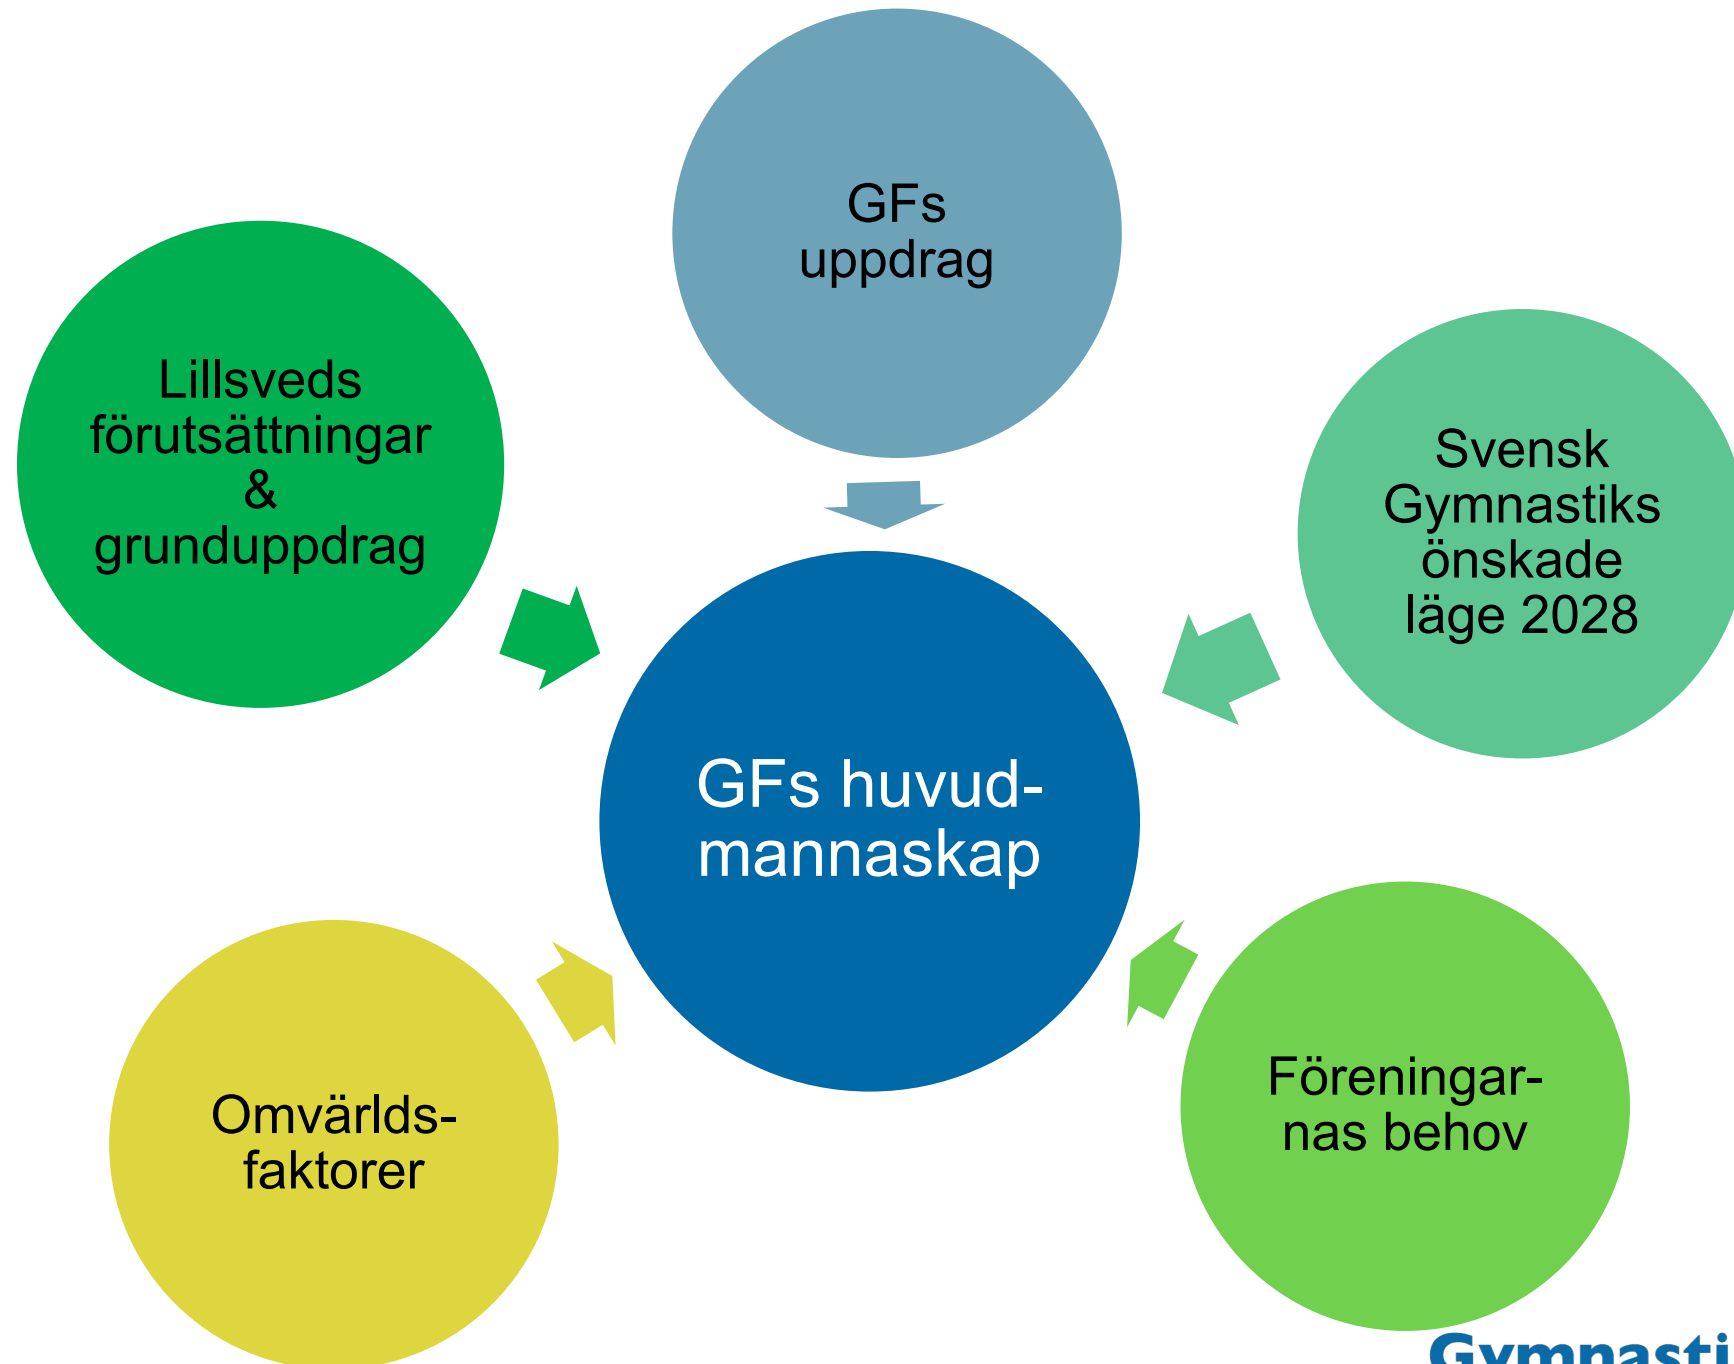 GFs
uppdrag
Lillsveds
förutsättningar
&
grunduppdrag
Svensk
Gymnastiks
önskade
läge 2028
GFs huvud-
mannaskap
Omvärlds-
faktorer
Föreningar-
nas behov